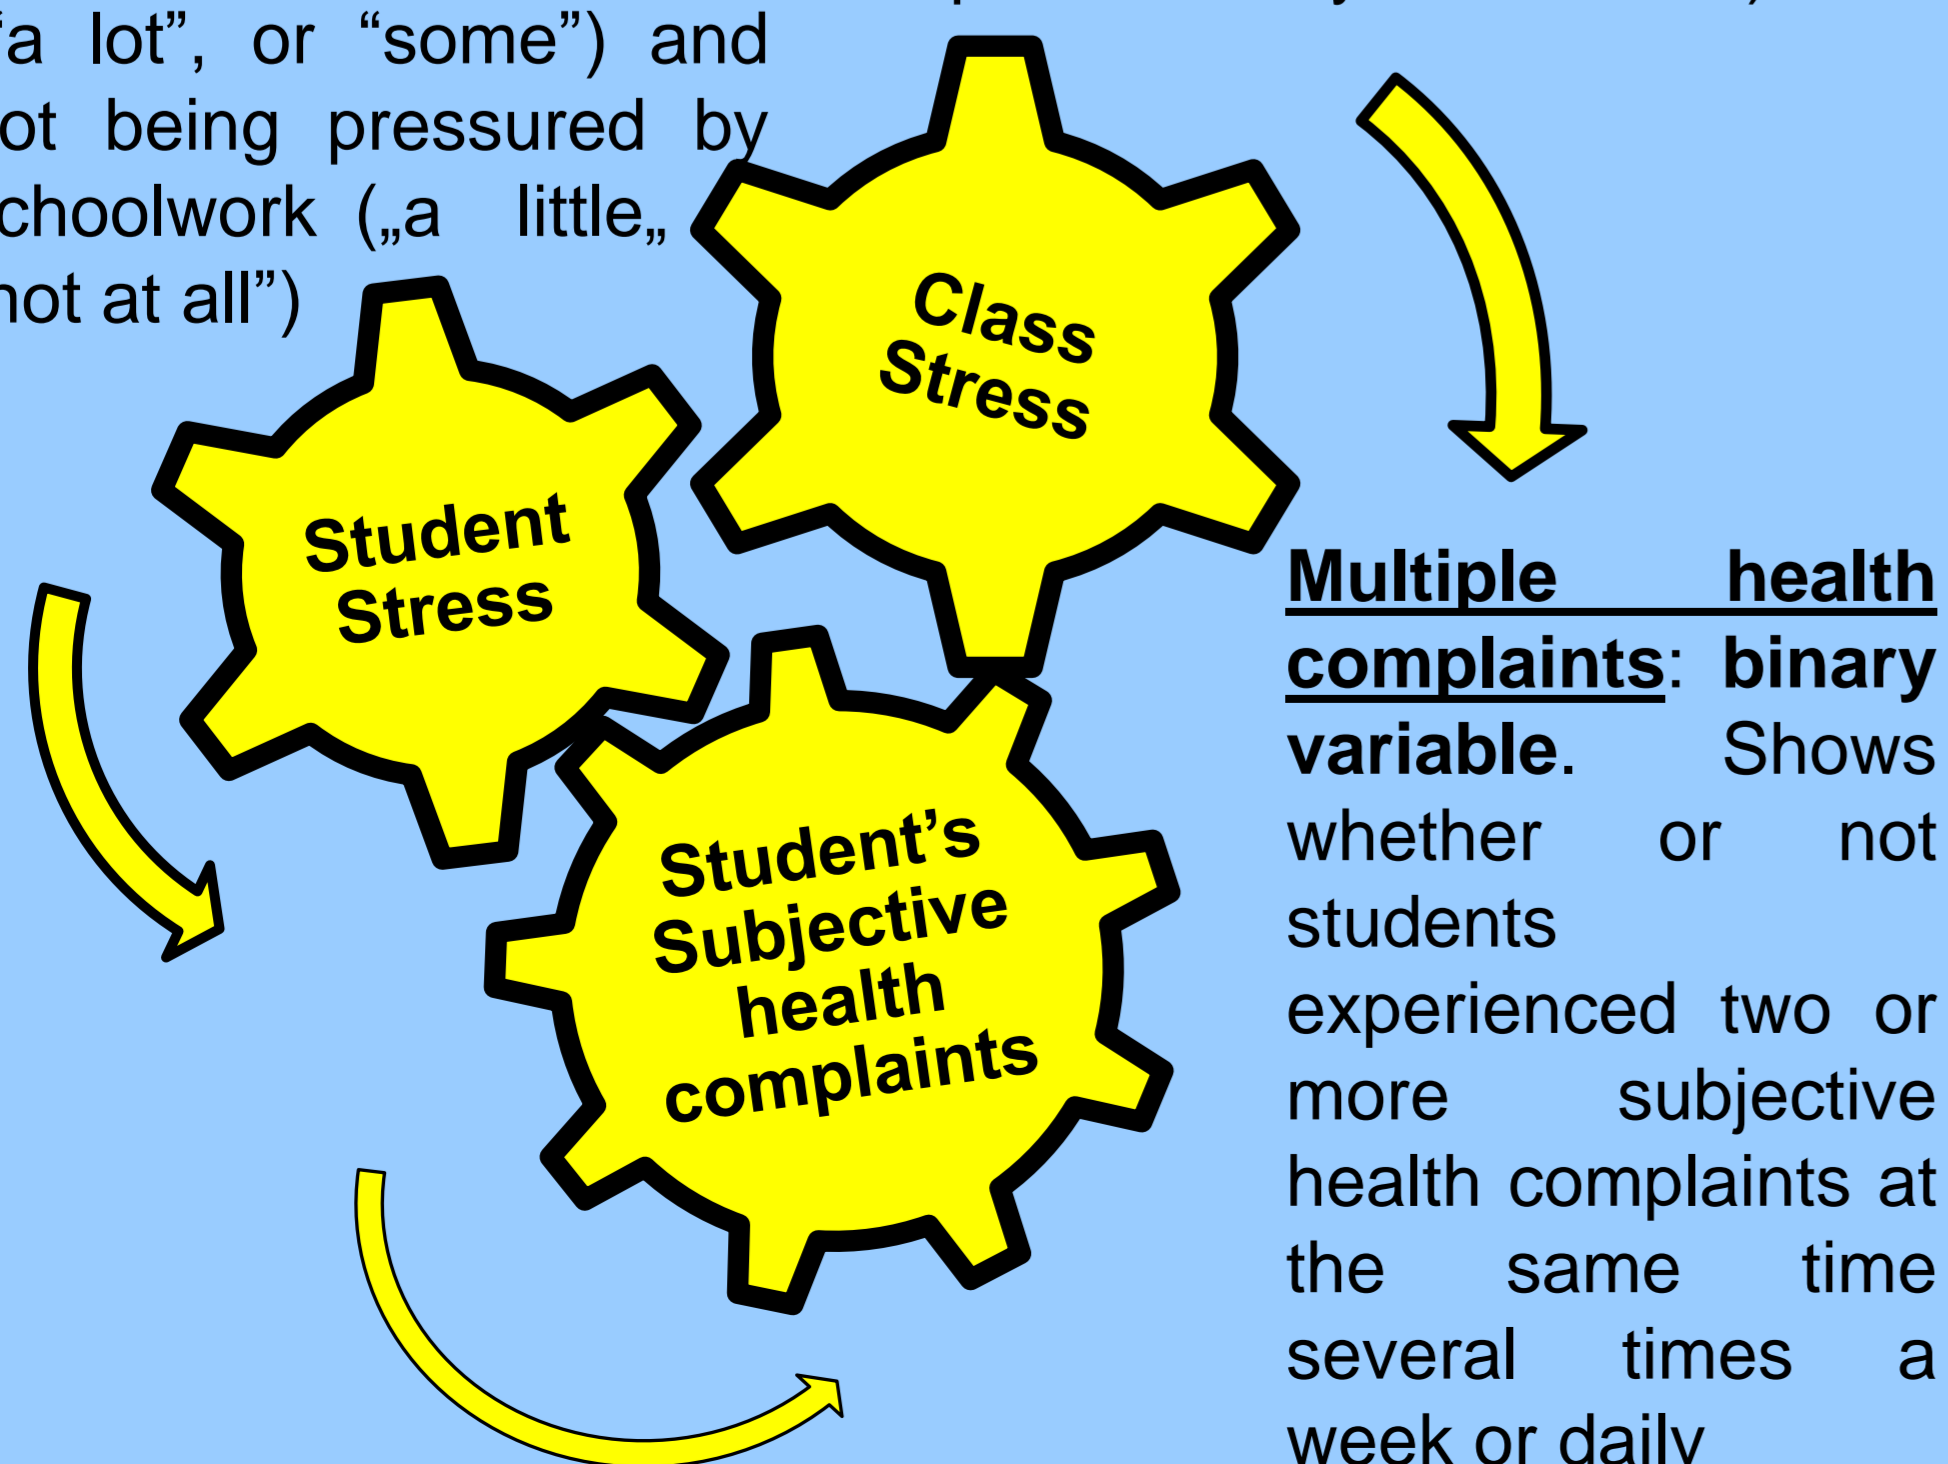 “a lot”, or “some”) and
ot being pressured by
choolwork („a little„
not at all”)
Class
Stress
Student
Stress
Student’s
Subjective
health
complaints
Multiple health
complaints: binary
variable. Shows
whether or not
students
experienced two or
more subjective
health complaints at
the same time
several times a
week or daily